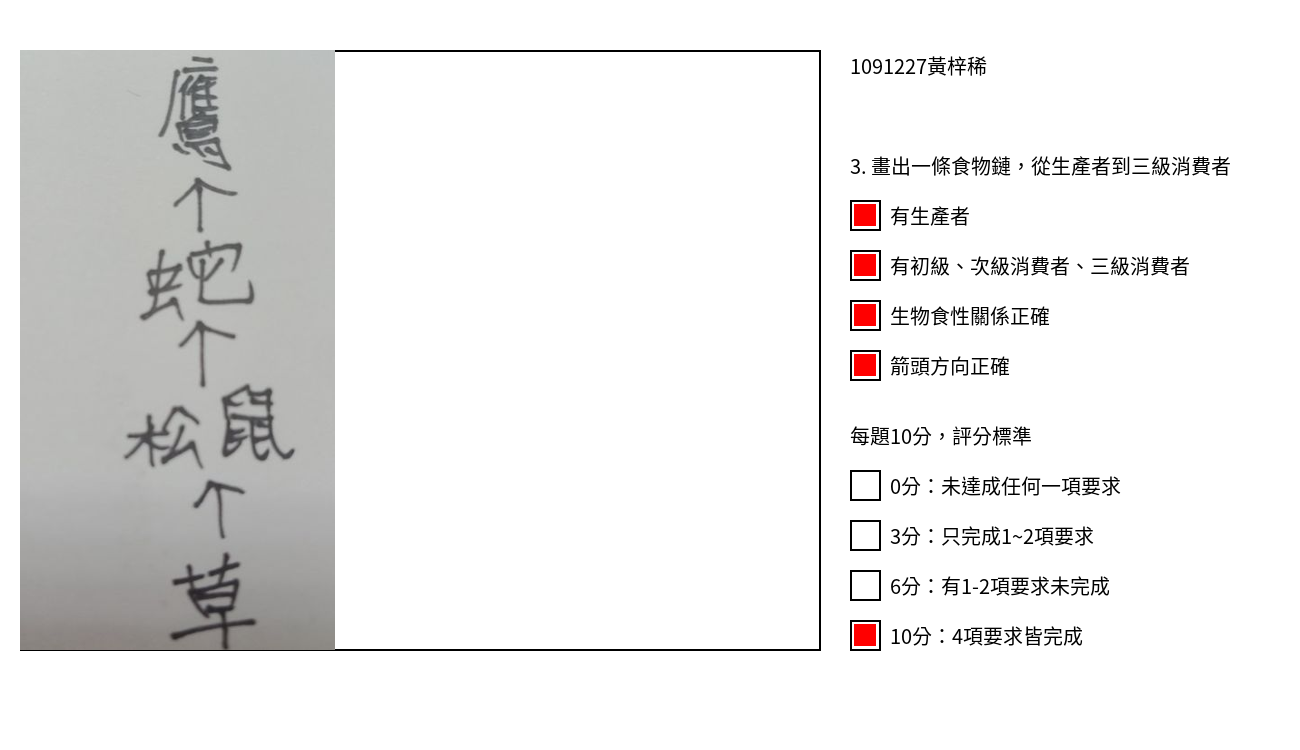 鷹
↑
蛇
↑
松鼠
↑
草
1091227黃梓稀
3. 畫出一條食物鏈，從生產者到三級消費者
有生產者
有初級、次級消費者、三級消費者
生物食性關係正確
箭頭方向正確
每題10分，評分標準
0分：未達成任何一項要求
3分：只完成1~2項要求
6分：有1-2項要求未完成
10分：4項要求皆完成